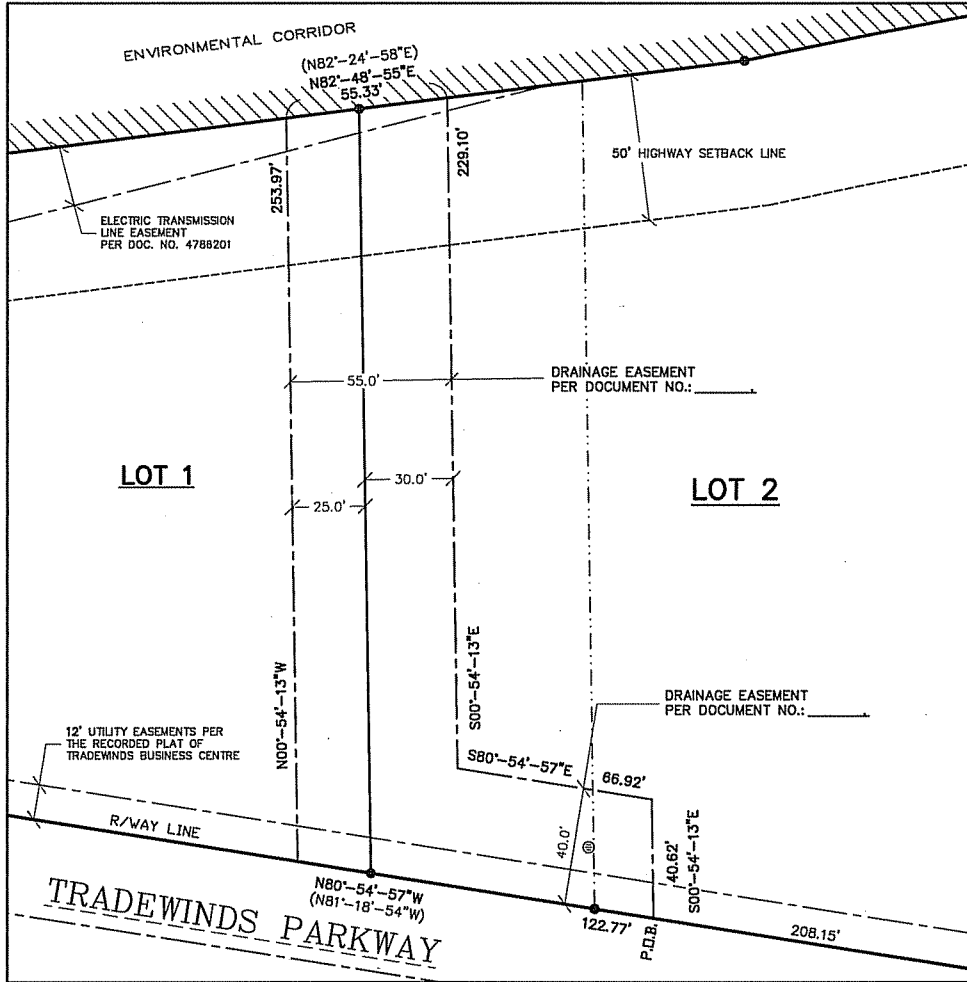 ENVIRONMENTAL CORRIDOR
(N82°-24'-58"E)
N82°-48'-55"E
55.33'
253.97'
229.10'
50' HIGHWAY SETBACK LINE
ELECTRIC TRANSMISSION
LINE EASEMENT
PER DOC. NO. 4788201
55.0'
DRAINAGE EASEMENT
PER DOCUMENT NO.: ________.
LOT 1
30.0'
25.0'
LOT 2
N00°-54'-13"W
S00°-54'-13"E
DRAINAGE EASEMENT
PER DOCUMENT NO.: ________.
12' UTILITY EASEMENTS PER
THE RECORDED PLAT OF
TRADEWINDS BUSINESS CENTRE
S80°-54'-57"E
66.92'
40.0'
40.62'
S00°-54'-13"E
R/WAY LINE
N80°-54'-57"W
(N81°-18'-54"W)
TRADEWINDS PARKWAY
122.77'
P.O.B.
208.15'